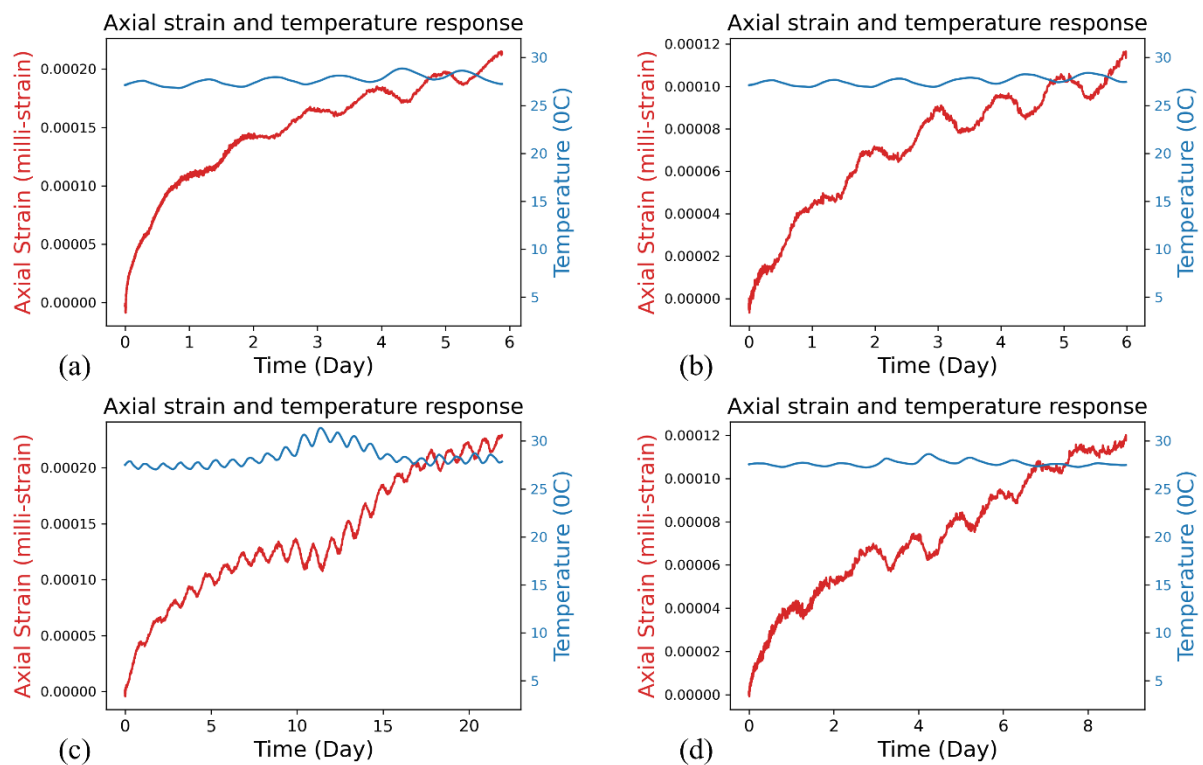 Axial strain and temperature response
Axial Strain (milli-strain)
0.00020
0.00015
0.00010
0.00005
0.00000
30
25
20
15
10
5
Temperature (0C)
0 1 2 3 4 5 6
Time (Day)
(a)
Axial strain and temperature response
Axial Strain (milli-strain)
0.00012
0.00010
0.00008
0.00006
0.00004
0.00002
0.00000
30
25
20
15
10
5
Temperature (0C)
0 1 2 3 4 5 6
Time (Day)
(b)
Axial strain and temperature response
Axial Strain (milli-strain)
0.00020
0.00015
0.00010
0.00005
0.00000
30
25
20
15
10
5
Temperature (0C)
0 5 10 15 20
Time (Day)
(c)
Axial strain and temperature response
Axial Strain (milli-strain)
0.00012
0.00010
0.00008
0.00006
0.00004
0.00002
0.00000
30
25
20
15
10
5
Temperature (0C)
0 2 4 6 8
Time (Day)
(d)